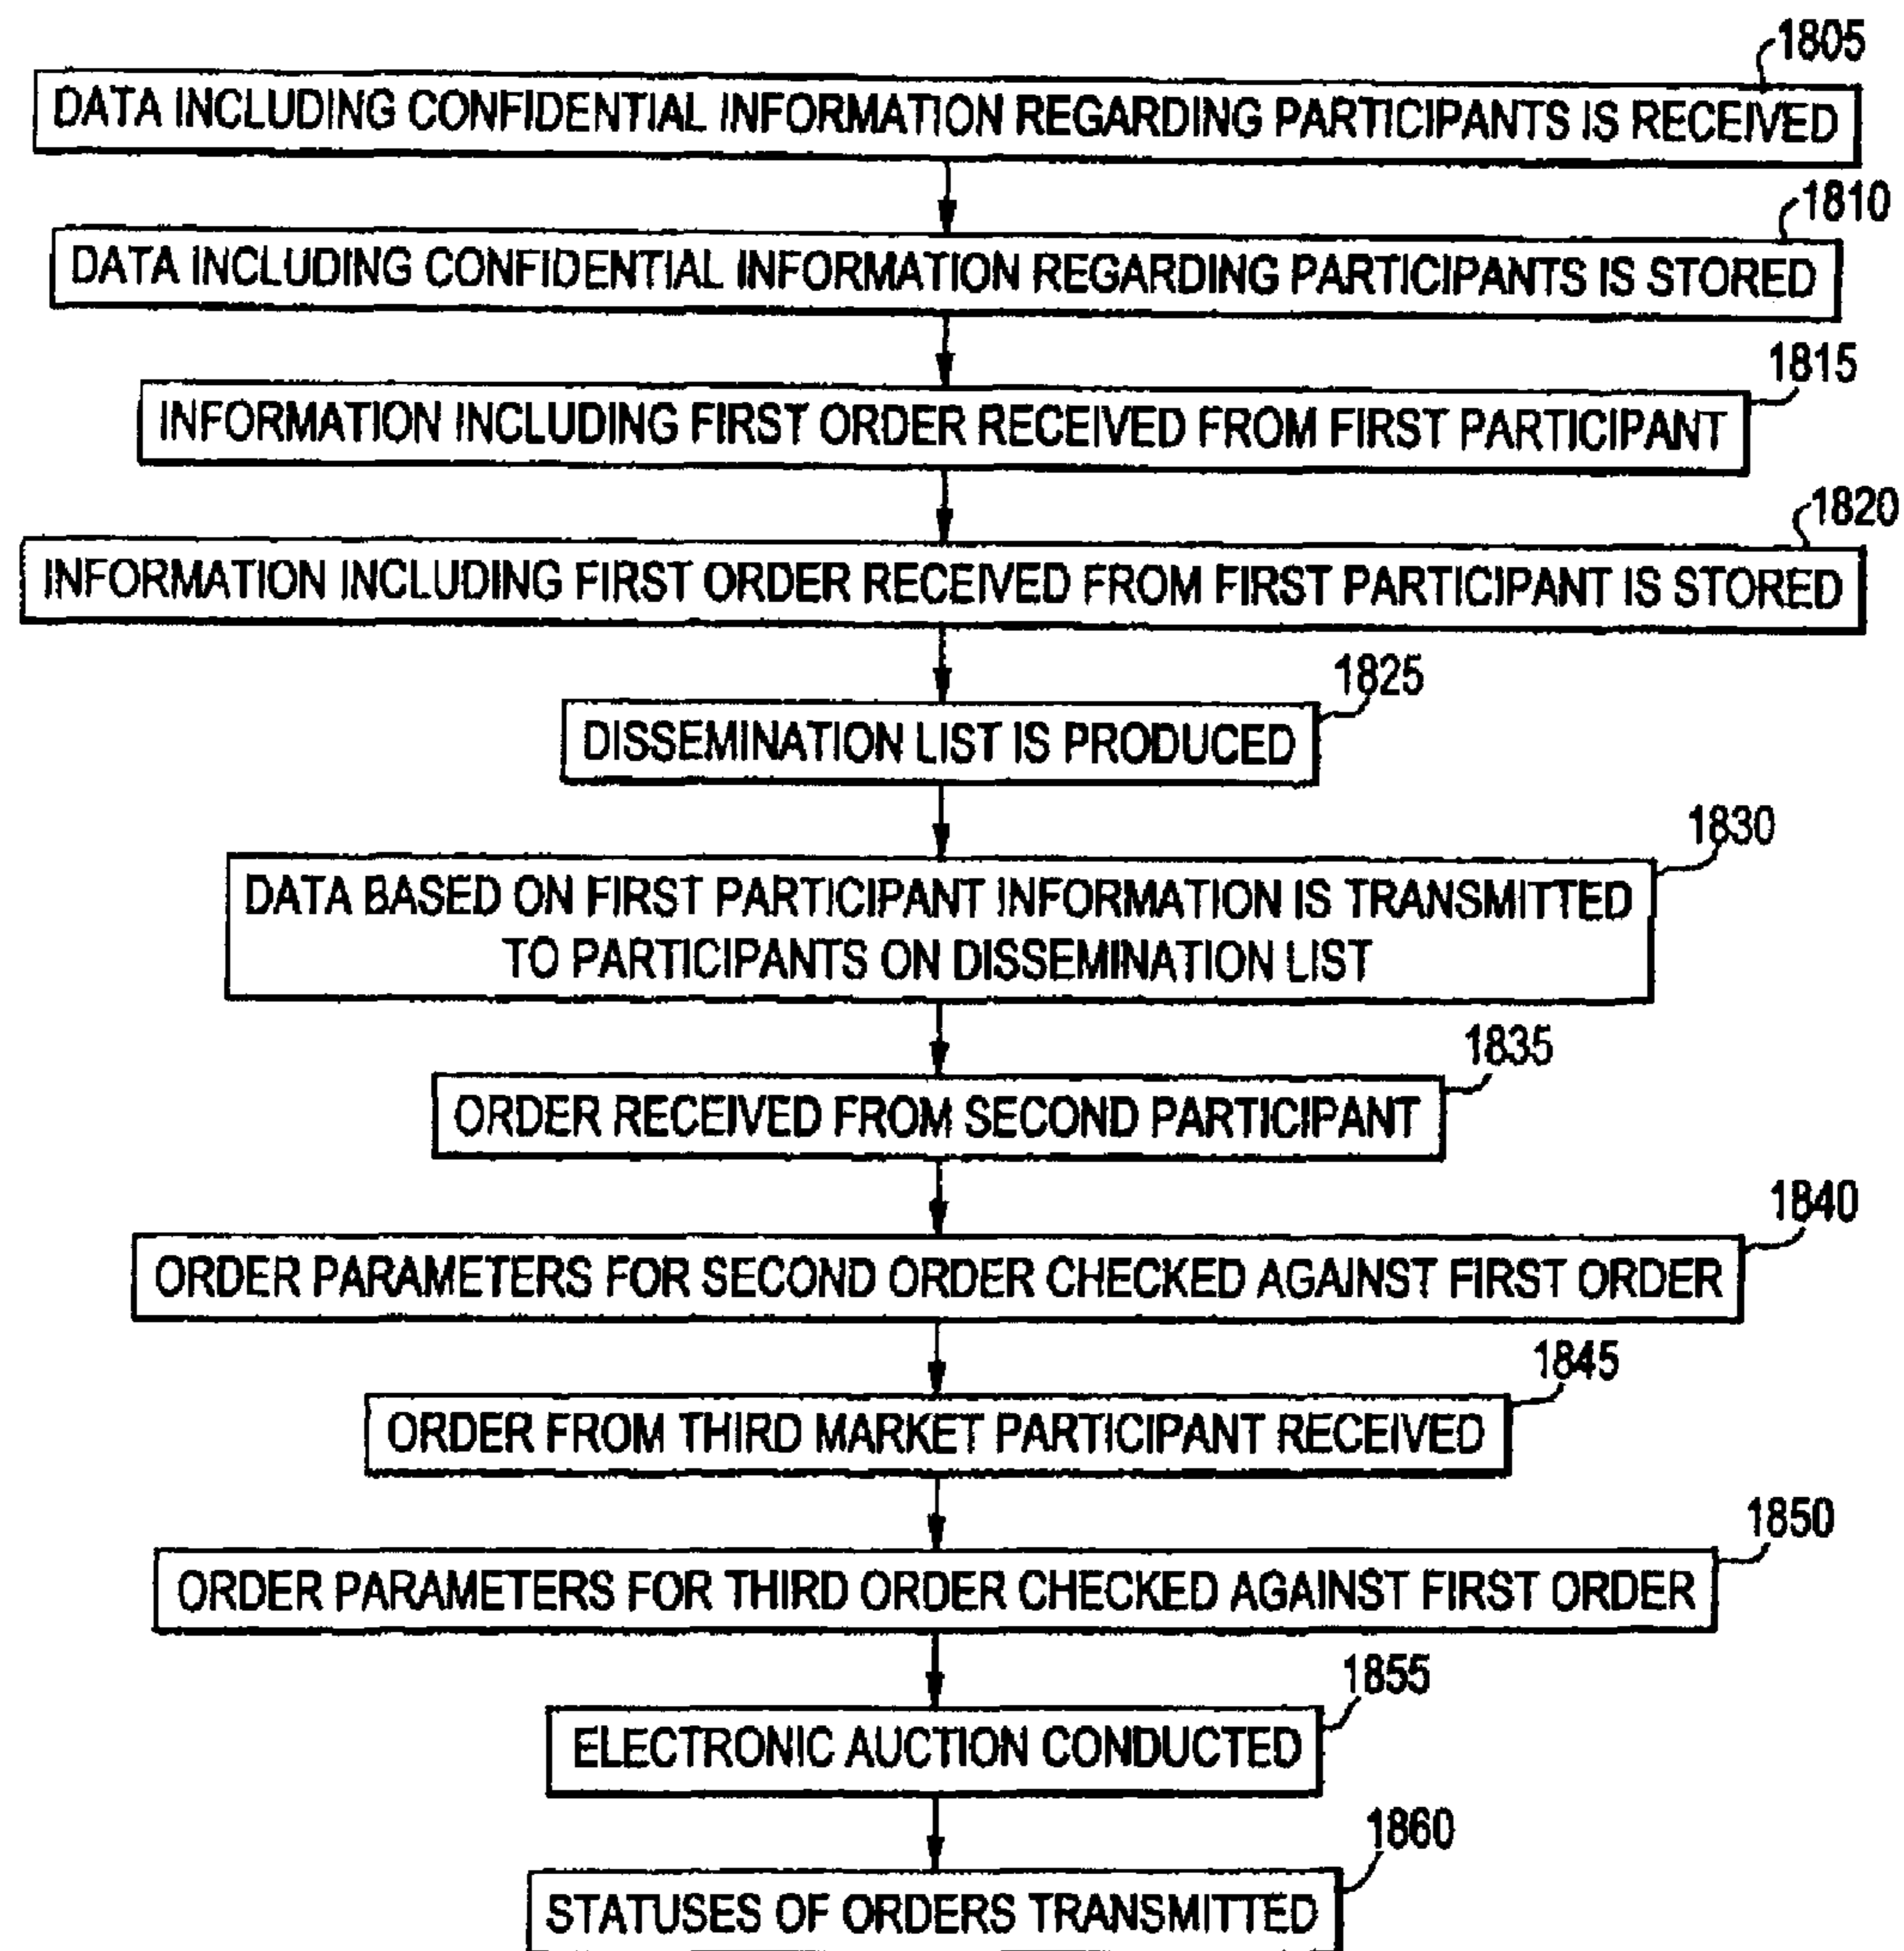 1805
DATA INCLUDING CONFIDENTIAL INFORMATION REGARDING PARTICIPANTS IS RECEIVED
1810
DATA INCLUDING CONFIDENTIAL INFORMATION REGARDING PARTICIPANTS IS STORED
1815
INFORMATION INCLUDING FIRST ORDER RECEIVED FROM FIRST PARTICIPANT
1820
INFORMATION INCLUDING FIRST ORDER RECEIVED FROM FIRST PARTICIPANT IS STORED
1825
DISSEMINATION LIST IS PRODUCED
1830
DATA BASED ON FIRST PARTICIPANT INFORMATION IS TRANSMITTED
TO PARTICIPANTS ON DISSEMINATION LIST
1835
ORDER RECEIVED FROM SECOND PARTICIPANT
1840
ORDER PARAMETERS FOR SECOND ORDER CHECKED AGAINST FIRST ORDER
1845
ORDER FROM THIRD MARKET PARTICIPANT RECEIVED
1850
ORDER PARAMETERS FOR THIRD ORDER CHECKED AGAINST FIRST ORDER
1855
ELECTRONIC AUCTION CONDUCTED
1860
STATUSES OF ORDERS TRANSMITTED